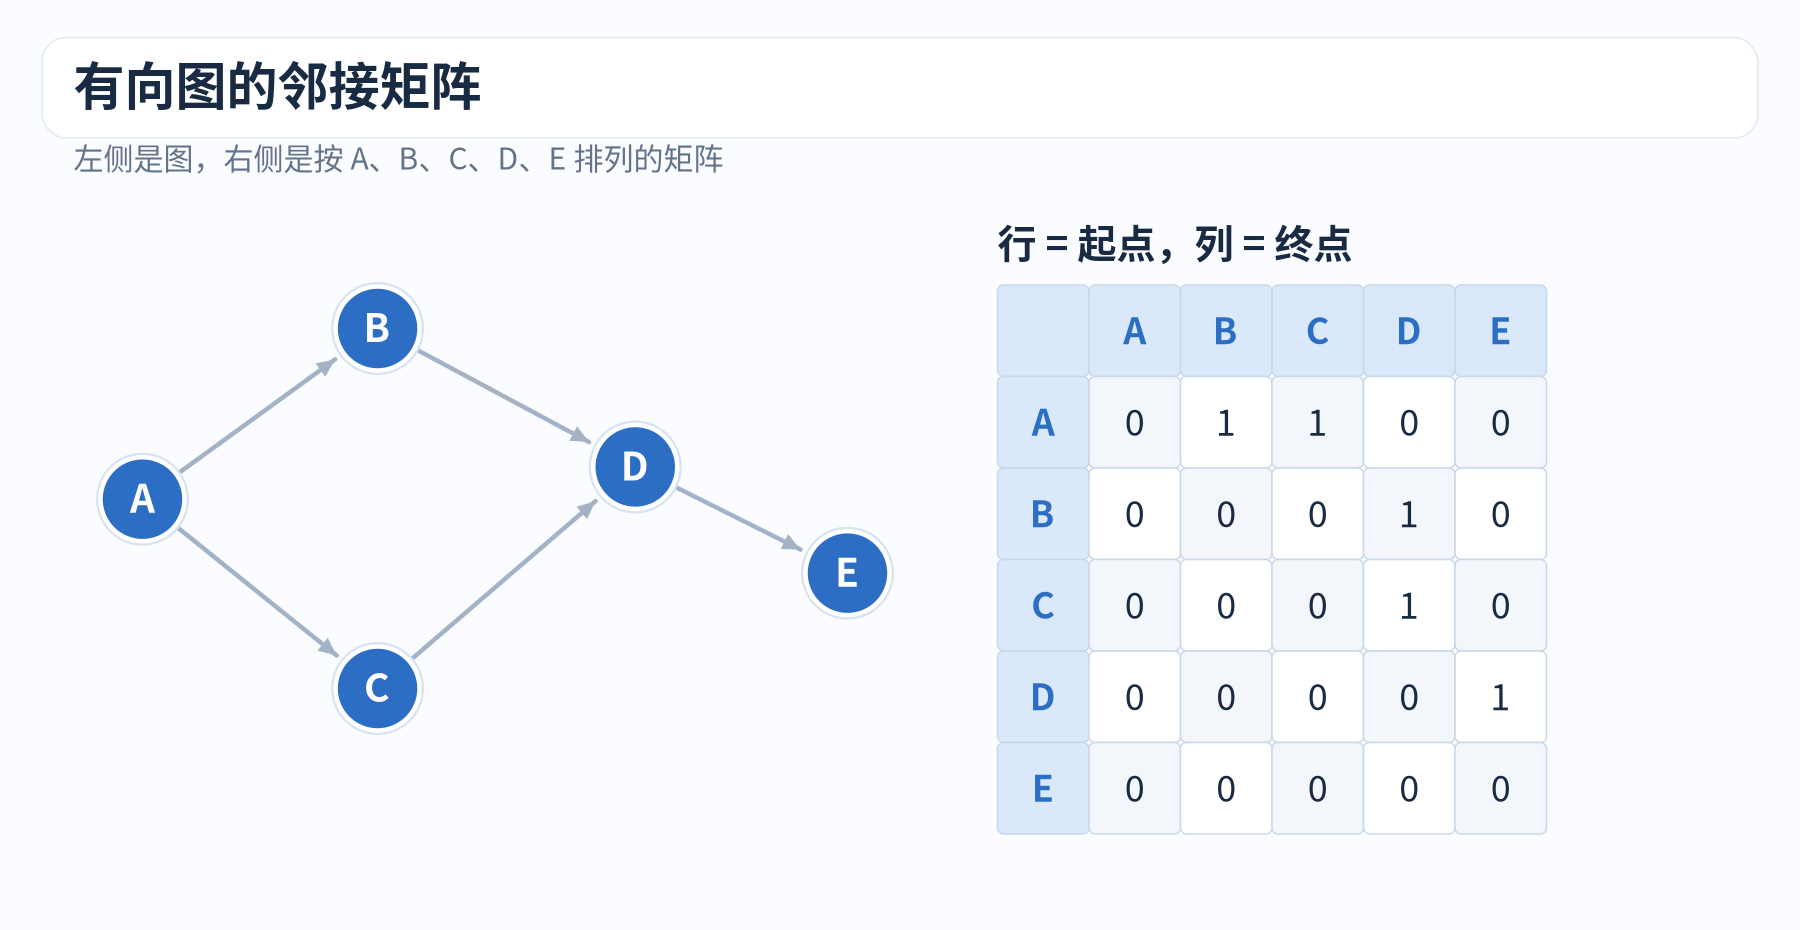 有向图的邻接矩阵
左侧是图，右侧是按 A、B、C、D、E 排列的矩阵
B
A
D
E
C
行 = 起点，列 = 终点
A B C D E
A 0 1 1 0 0
B 0 0 0 1 0
C 0 0 0 1 0
D 0 0 0 0 1
E 0 0 0 0 0